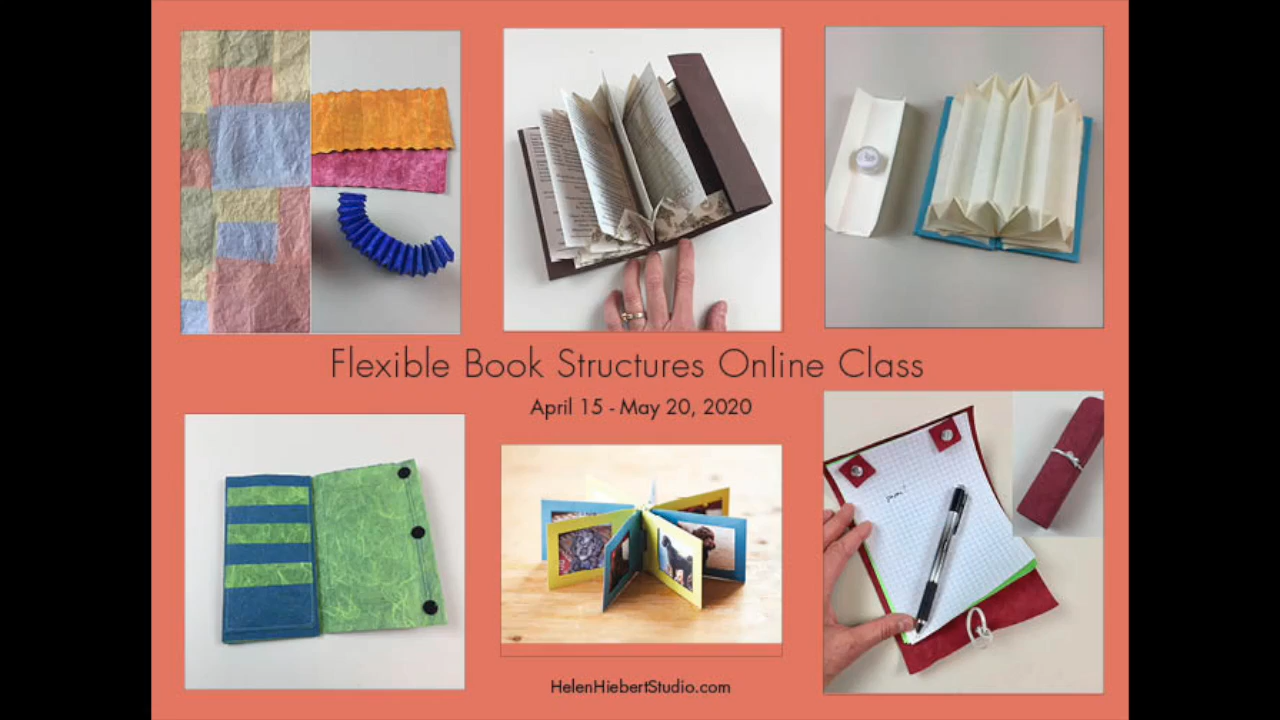 Flexible Book Structures Online Class
April 15 - May 20, 2020
HelenHiebertStudio.com